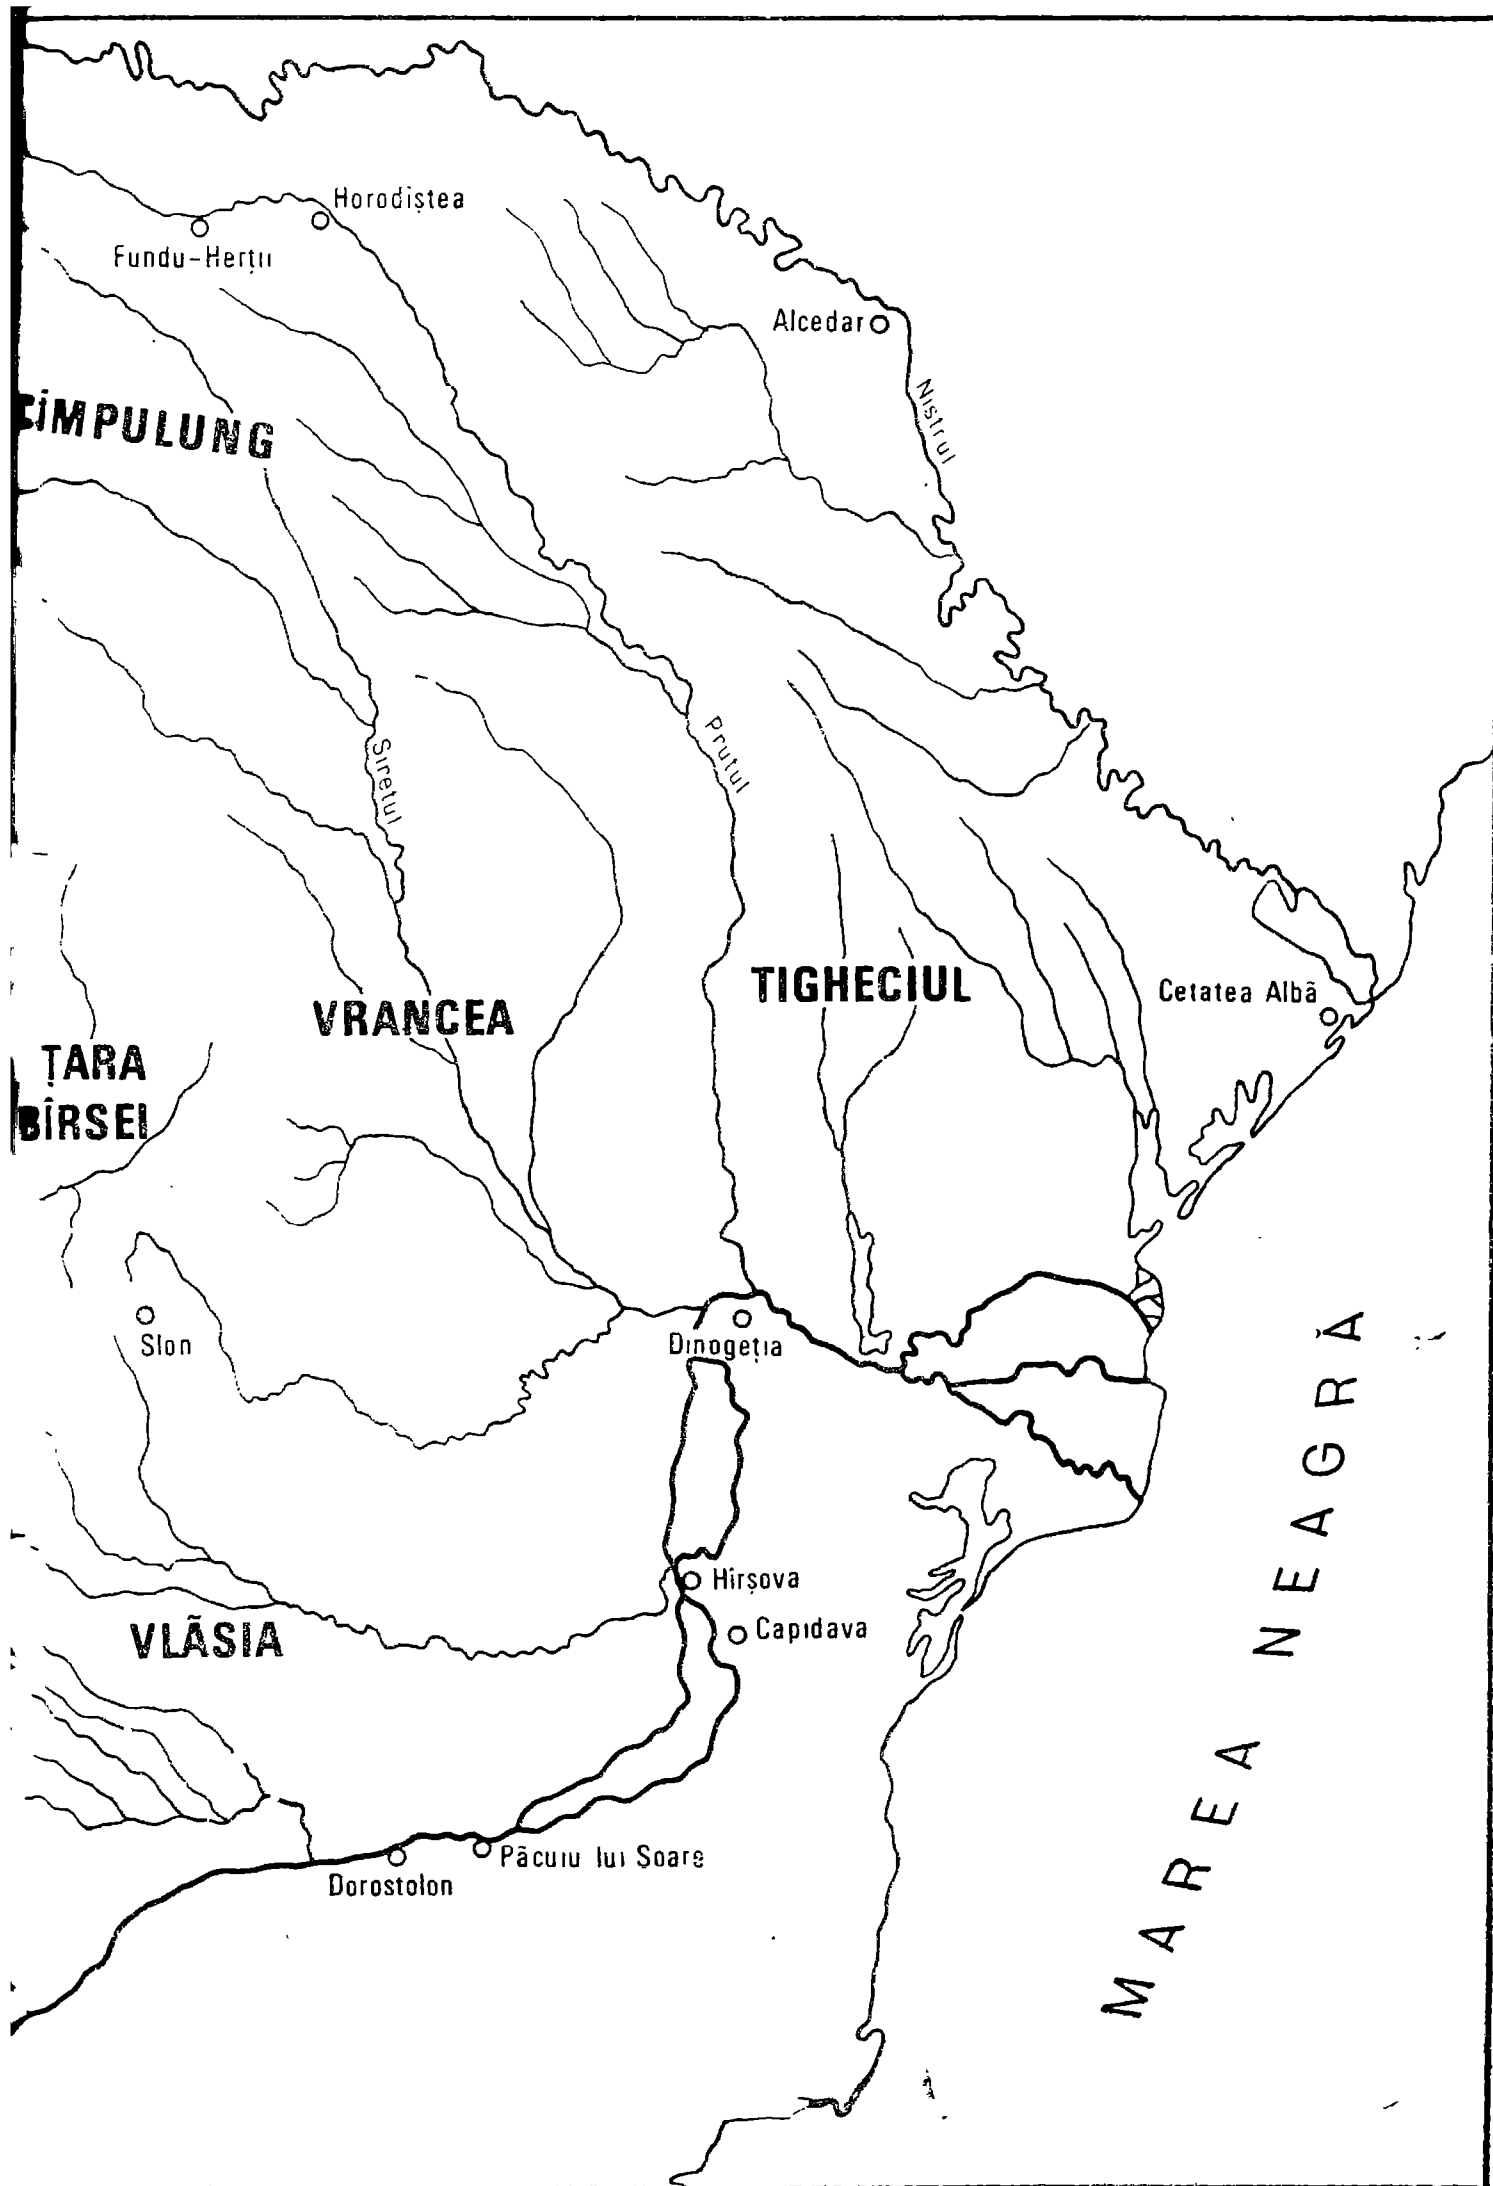 Horodiștea
Fundu-Herții
Alcedar
Nistrul
CÎMPULUNG
Siretul
Prutul
VRANCEA
TIGHECIUL
Cetatea Albă
ȚARA
BÎRSEI
Slon
Dinogeția
MAREA NEAGRĂ
Hîrșova
Capidava
VLĂSIA
Păcuiu lui Soare
Dorostolon